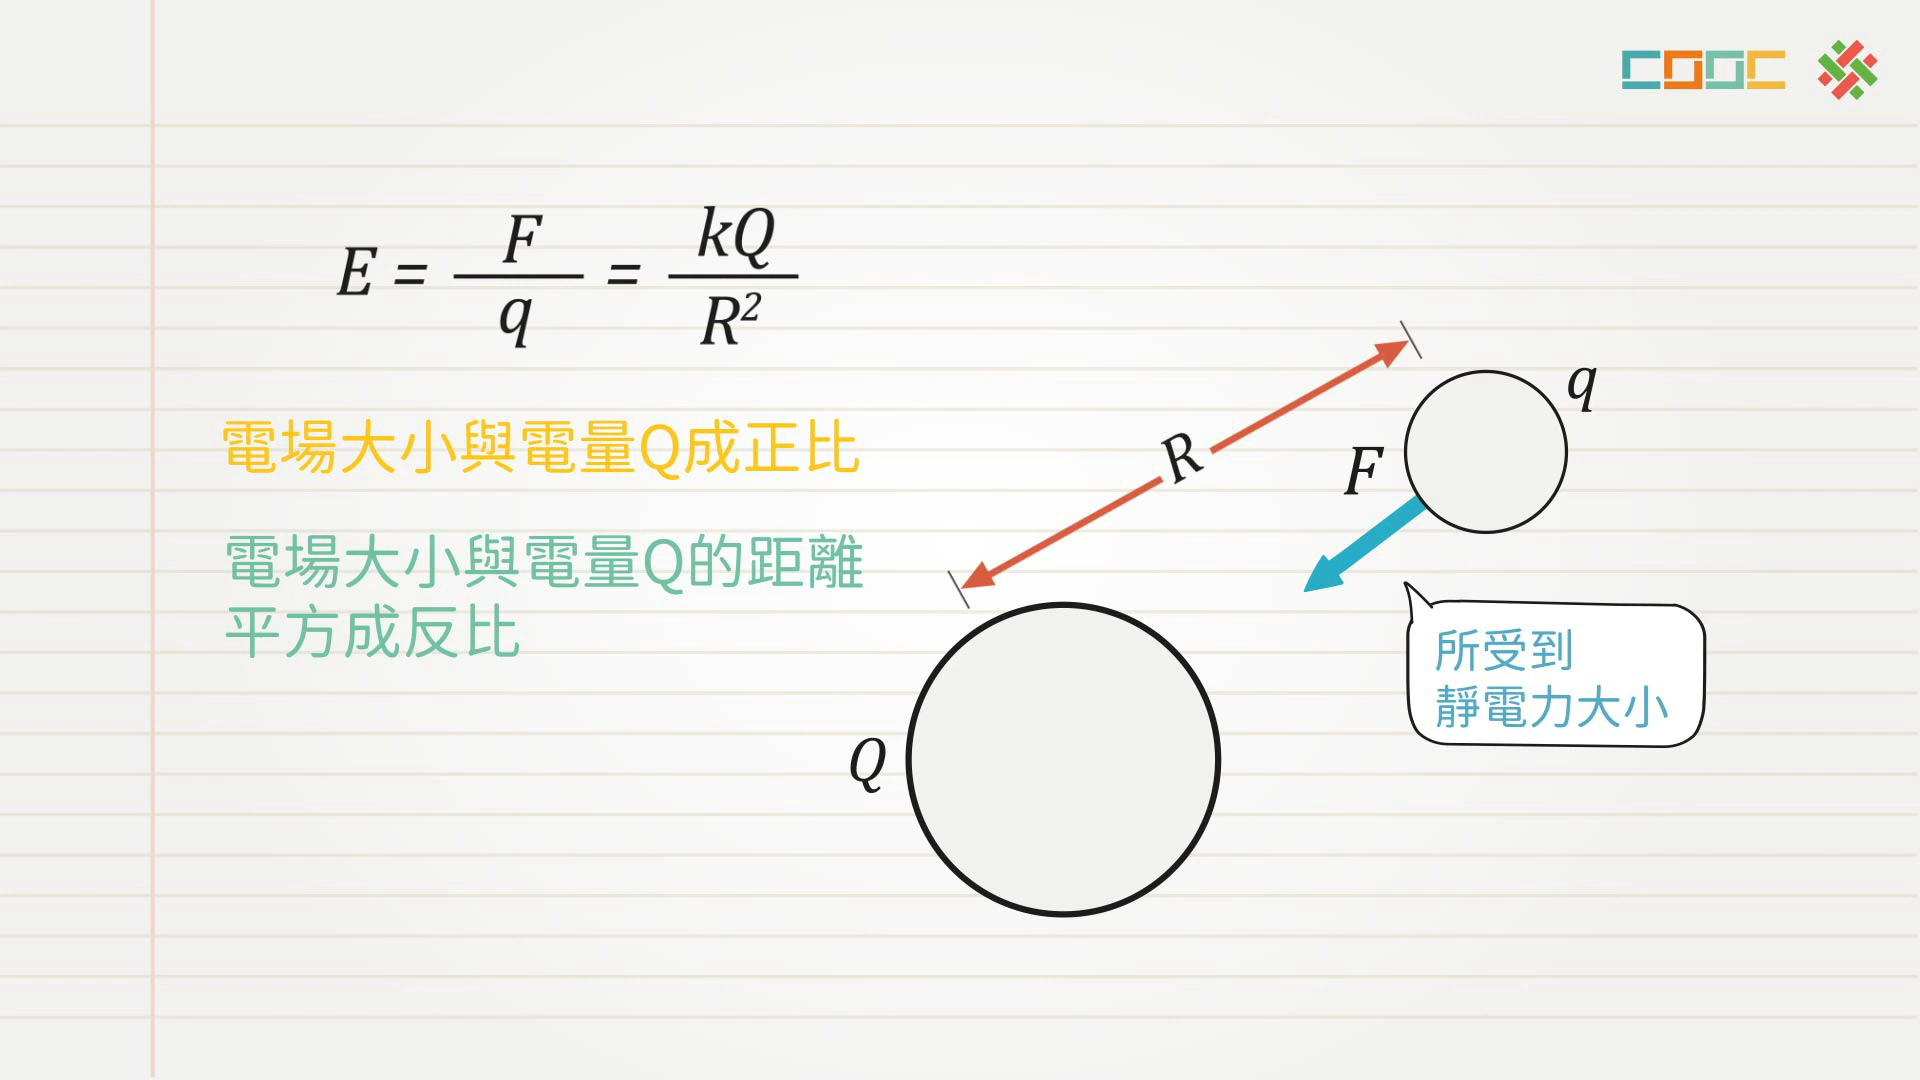 COOC
E = F/q = kQ/R²
電場大小與電量Q成正比
電場大小與電量Q的距離
平方成反比
R
q
F
所受到
靜電力大小
Q